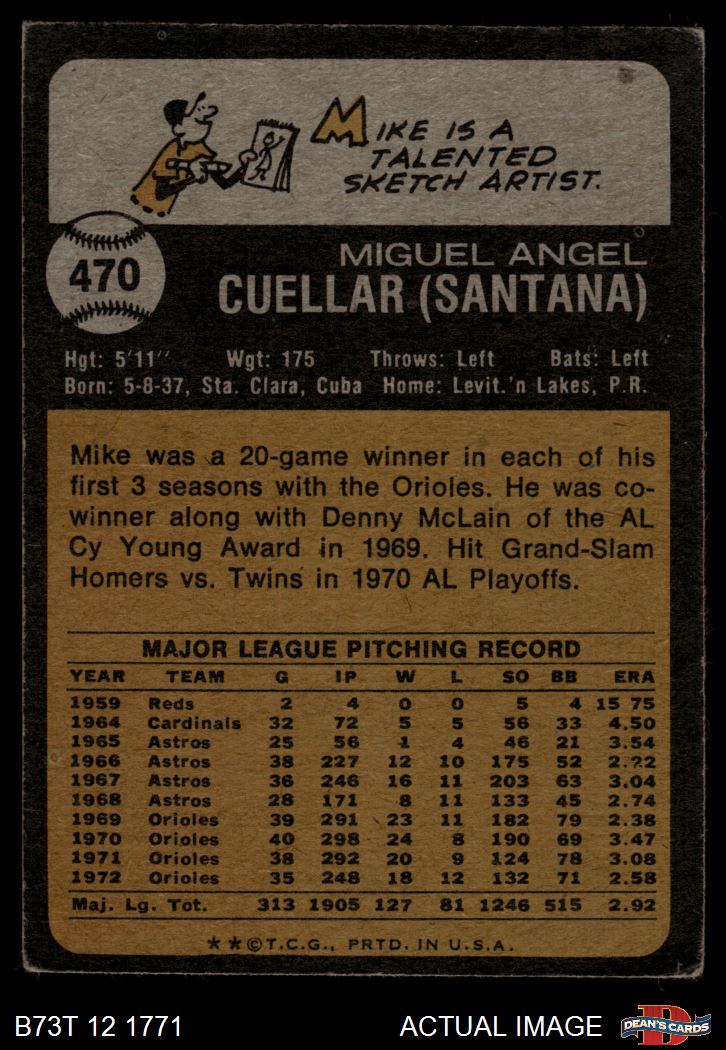 MIKE IS A
TALENTED
SKETCH ARTIST.
470
MIGUEL ANGEL
CUELLAR (SANTANA)
Hgt: 5'11'' Wgt: 175 Throws: Left Bats: Left
Born: 5-8-37, Sta. Clara, Cuba Home: Levit.'n Lakes, P.R.
Mike was a 20-game winner in each of his
first 3 seasons with the Orioles. He was co-
winner along with Denny McLain of the AL
Cy Young Award in 1969. Hit Grand-Slam
Homers vs. Twins in 1970 AL Playoffs.
MAJOR LEAGUE PITCHING RECORD
YEAR TEAM G IP W L SO BB ERA
1959 Reds 2 4 0 0 5 4 15 75
1964 Cardinals 32 72 5 5 56 33 4.50
1965 Astros 25 56 1 4 46 21 3.54
1966 Astros 38 227 12 10 175 52 2.22
1967 Astros 36 246 16 11 203 63 3.04
1968 Astros 28 171 8 11 133 45 2.74
1969 Orioles 39 291 23 11 182 79 2.38
1970 Orioles 40 298 24 8 190 69 3.47
1971 Orioles 38 292 20 9 124 78 3.08
1972 Orioles 35 248 18 12 132 71 2.58
Maj. Lg. Tot. 313 1905 127 81 1246 515 2.92
**©T.C.G., PRTD. IN U.S.A.
B73T 12 1771 ACTUAL IMAGE DEAN'S CARDS